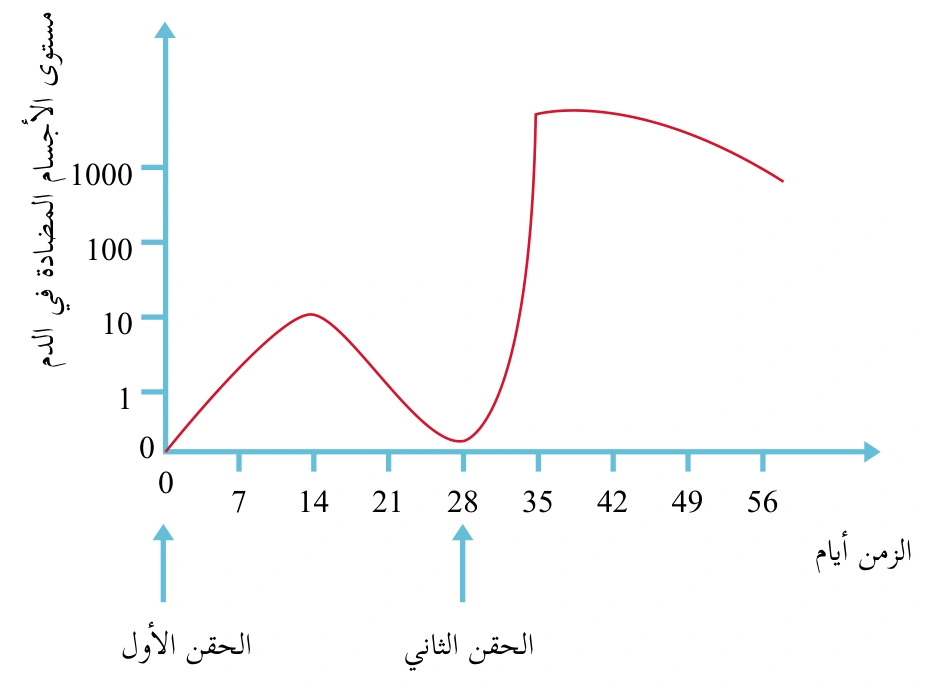 مستوى الأجسام المضادة في الدم
1000
100
10
1
0
0 7 14 21 28 35 42 49 56
الزمن أيام
الحقن الأول
الحقن الثاني